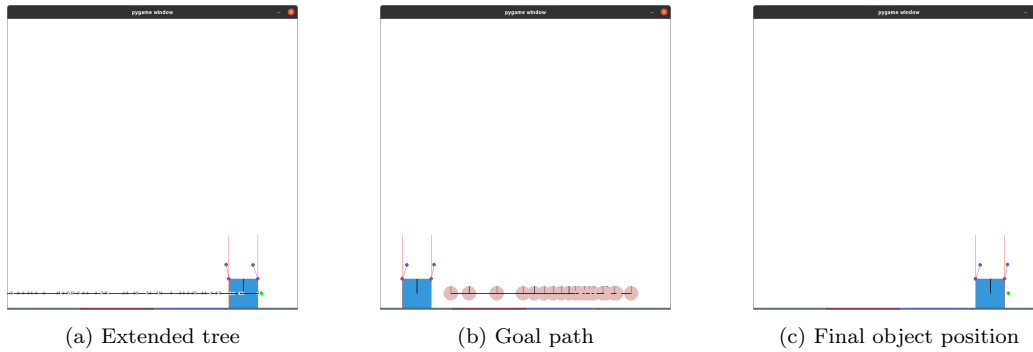 pygame window
pygame window
pygame window
(a) Extended tree
(b) Goal path
(c) Final object position